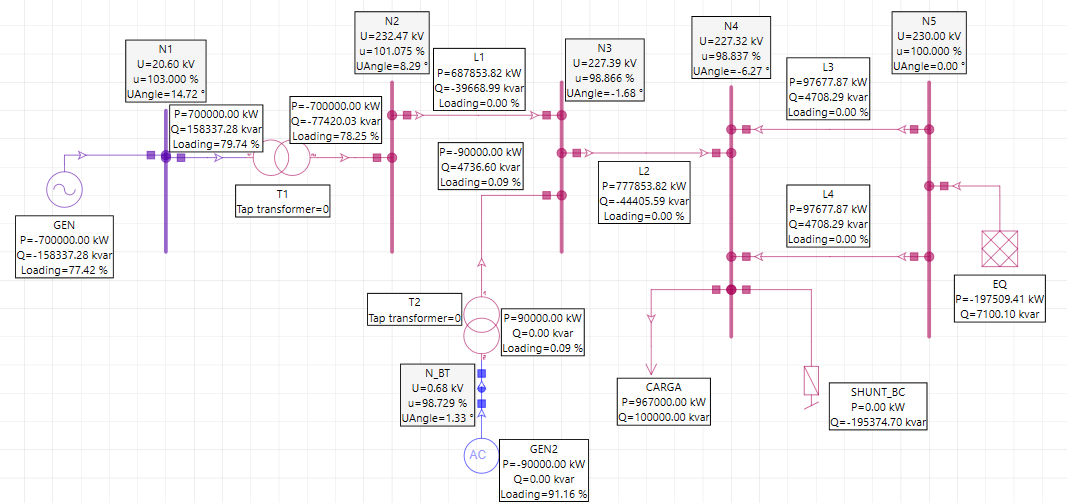 N1
U=20.60 kV
u=103.000 %
UAngle=14.72 °
P=700000.00 kW
Q=158337.28 kvar
Loading=79.74 %
GEN
P=-700000.00 kW
Q=-158337.28 kvar
Loading=77.42 %
P=-700000.00 kW
Q=-77420.03 kvar
Loading=78.25 %
T1
Tap transformer=0
N2
U=232.47 kV
u=101.075 %
UAngle=8.29 °
L1
P=687853.82 kW
Q=-39668.99 kvar
Loading=0.00 %
N3
U=227.39 kV
u=98.866 %
UAngle=-1.68 °
P=-90000.00 kW
Q=4736.60 kvar
Loading=0.09 %
L2
P=777853.82 kW
Q=-44405.59 kvar
Loading=0.00 %
T2
Tap transformer=0
P=90000.00 kW
Q=0.00 kvar
Loading=0.09 %
N_BT
U=0.68 kV
u=98.729 %
UAngle=1.33 °
AC
GEN2
P=-90000.00 kW
Q=0.00 kvar
Loading=91.16 %
N4
U=227.32 kV
u=98.837 %
UAngle=-6.27 °
L3
P=97677.87 kW
Q=4708.29 kvar
Loading=0.00 %
L4
P=97677.87 kW
Q=4708.29 kvar
Loading=0.00 %
N5
U=230.00 kV
u=100.000 %
UAngle=0.00 °
EQ
P=-197509.41 kW
Q=7100.10 kvar
CARGA
P=967000.00 kW
Q=100000.00 kvar
SHUNT_BC
P=0.00 kW
Q=-195374.70 kvar